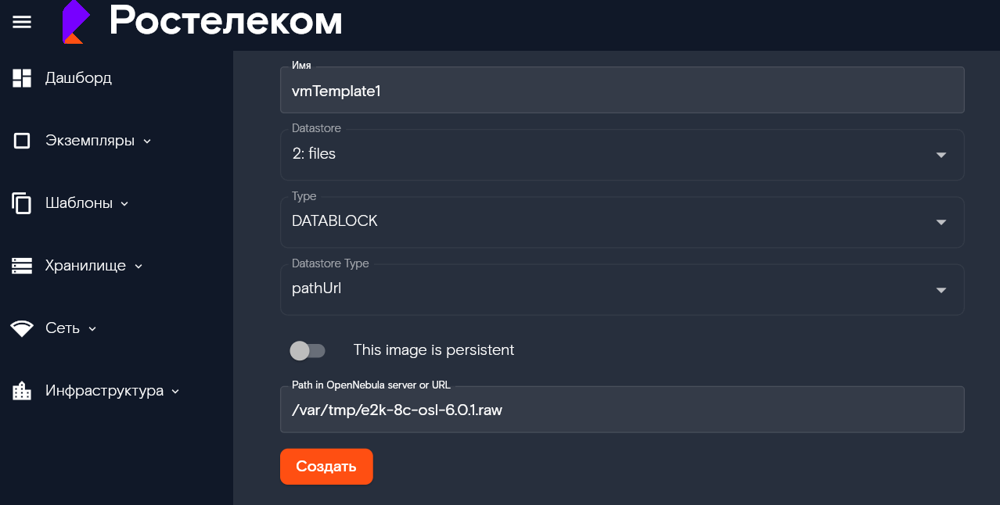 Ростелеком
Дашборд
Экземпляры
Шаблоны
Хранилище
Сеть
Инфраструктура
Имя
vmTemplate1
Datastore
2: files
Type
DATABLOCK
Datastore Type
pathUrl
This image is persistent
Path in OpenNebula server or URL
/var/tmp/e2k-8c-osl-6.0.1.raw
Создать